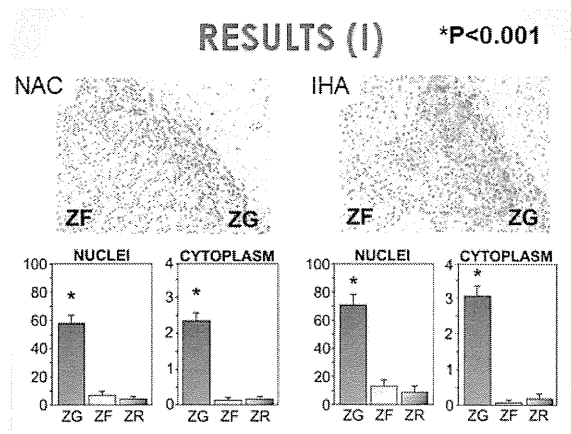 RESULTS (I) *P<0.001
NAC IHA
ZF ZG ZF ZG
NUCLEI CYTOPLASM NUCLEI CYTOPLASM
100 4 100 4
80 3 80 3
60 2 60 2
40 1 40 1
20 0 20 0
0 0
* * * *
ZG ZF ZR ZG ZF ZR ZG ZF ZR ZG ZF ZR